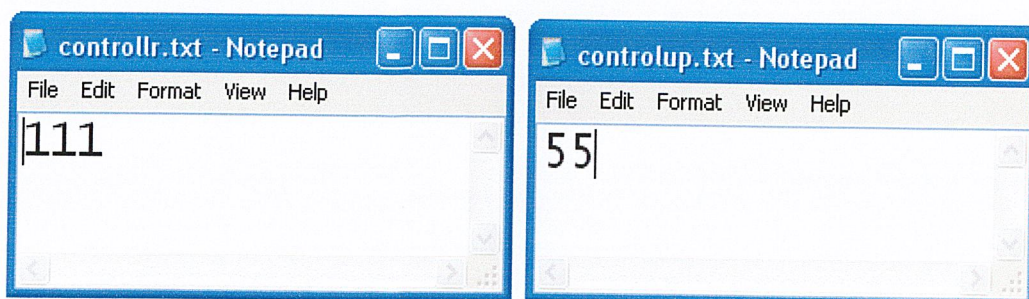 controllr.txt - Notepad
File Edit Format View Help
111
controlup.txt - Notepad
File Edit Format View Help
55